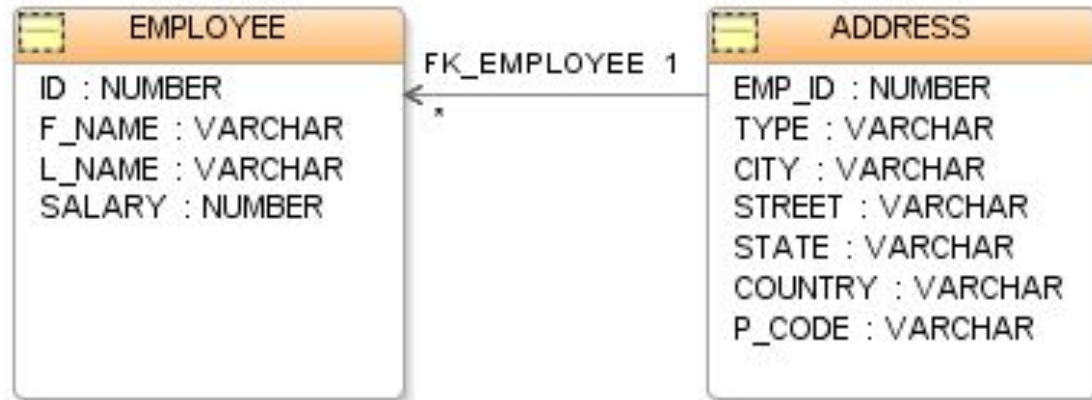 EMPLOYEE
ID : NUMBER
F_NAME : VARCHAR
L_NAME : VARCHAR
SALARY : NUMBER
FK_EMPLOYEE 1
*
ADDRESS
EMP_ID : NUMBER
TYPE : VARCHAR
CITY : VARCHAR
STREET : VARCHAR
STATE : VARCHAR
COUNTRY : VARCHAR
P_CODE : VARCHAR